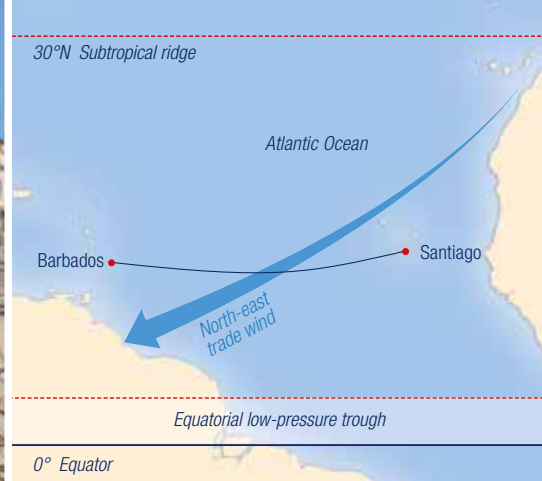 30°N Subtropical ridge
Atlantic Ocean
Barbados
Santiago
North-east
trade wind
Equatorial low-pressure trough
0° Equator